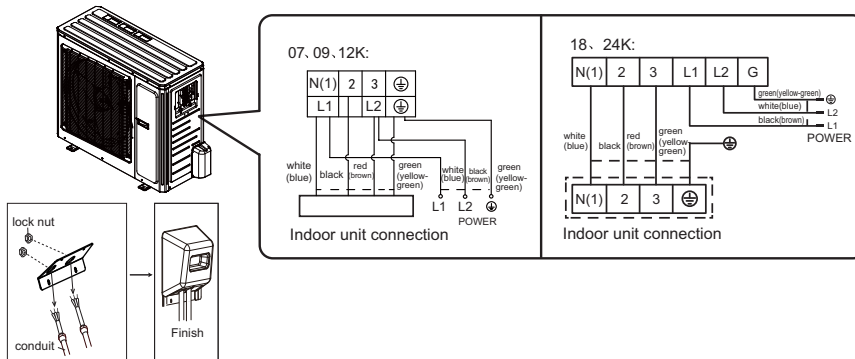 07、09、12K:
N(1) 2 3
L1 L2
white
(blue)
black
red
(brown)
green
(yellow-
green)
white
(blue)
black
(brown)
green
(yellow-
green)
L1 L2
POWER
Indoor unit connection
18、24K:
N(1) 2 3 L1 L2 G
green(yellow-green)
white(blue)
L2
black(brown)
L1
POWER
white
(blue)
black
red
(brown)
green
(yellow-
green)
N(1) 2 3
Indoor unit connection
lock nut
conduit
Finish